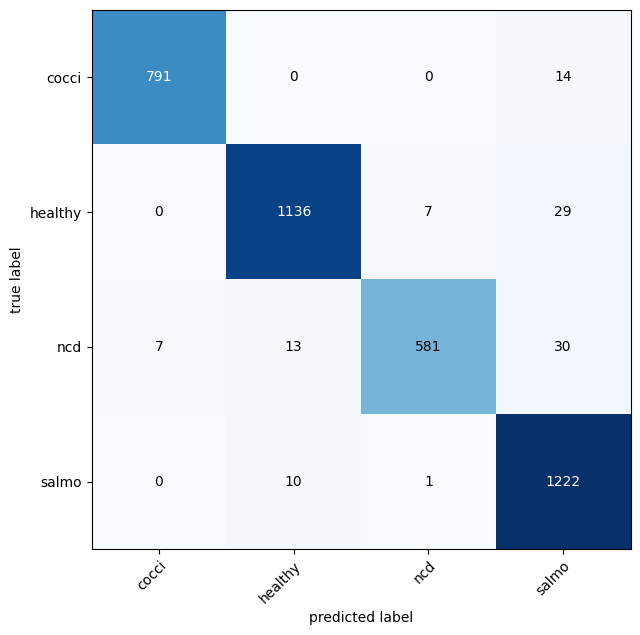 cocci 791 0 0 14
healthy 0 1136 7 29
ncd 7 13 581 30
salmo 0 10 1 1222
true label
cocci healthy ncd salmo
predicted label